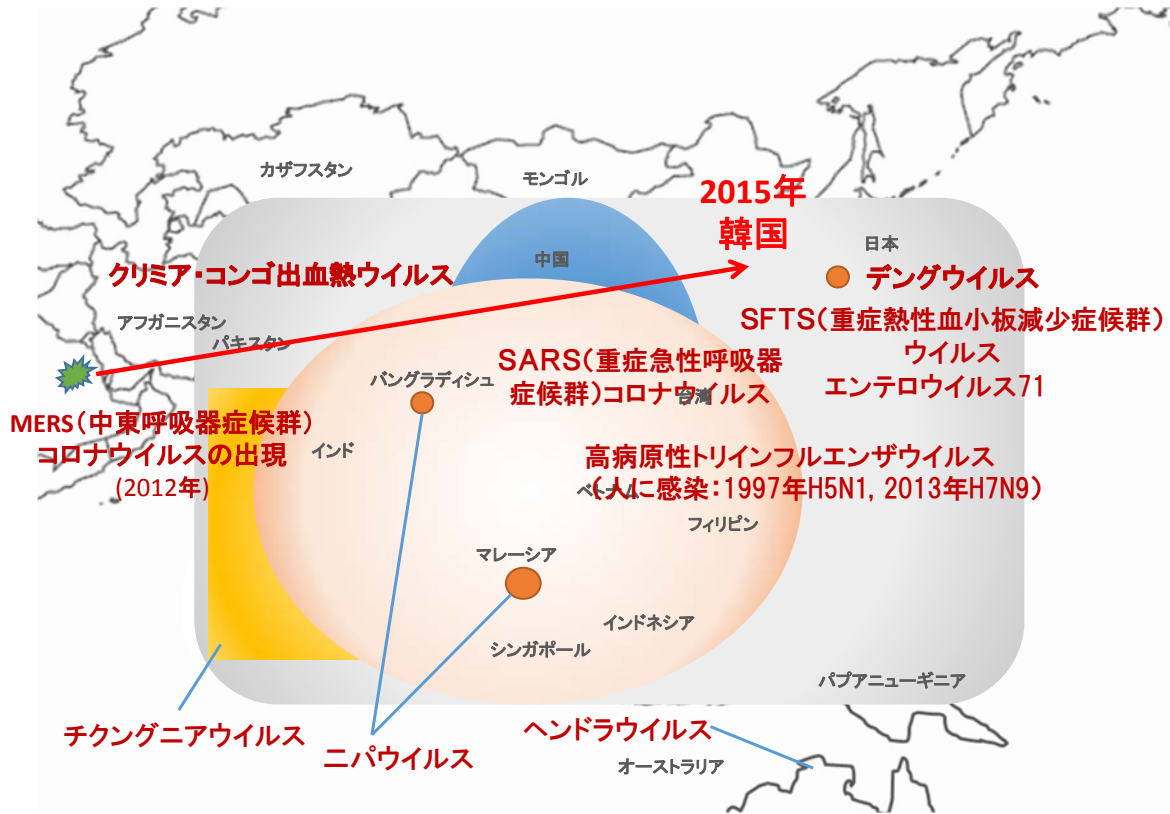 カザフスタン
モンゴル
2015年
韓国
日本
中国
クリミア・コンゴ出血熱ウイルス
デングウイルス
アフガニスタン
パキスタン
SFTS(重症熱性血小板減少症候群)
ウイルス
エンテロウイルス71
バングラディシュ
SARS(重症急性呼吸器
症候群)コロナウイルス
台湾
MERS(中東呼吸器症候群)
コロナウイルスの出現
(2012年)
インド
高病原性トリインフルエンザウイルス
(人に感染:1997年H5N1, 2013年H7N9)
ベトナム
フィリピン
マレーシア
インドネシア
シンガポール
パプアニューギニア
チクングニアウイルス
ニパウイルス
ヘンドラウイルス
オーストラリア